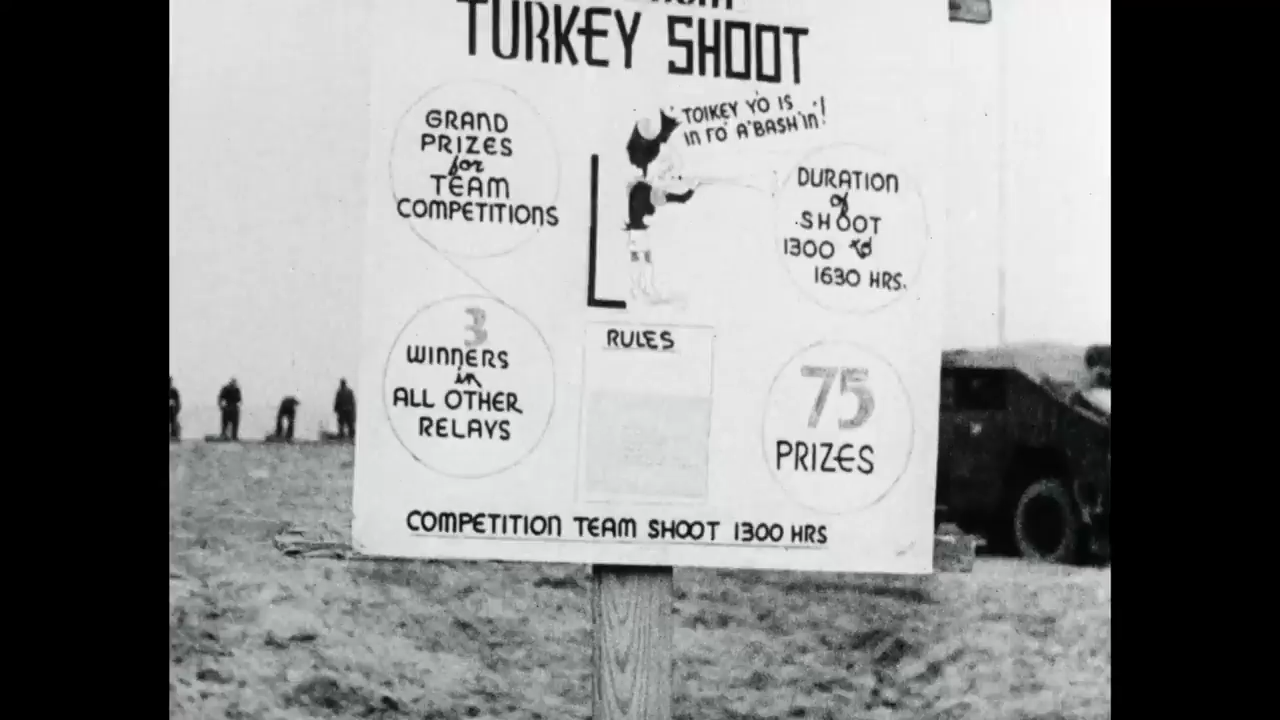 TURKEY SHOOT
GRAND
PRIZES
for
TEAM
COMPETITIONS
TOIKEY YO IS
IN FO' A'BASH'IN'!
DURATION
of
SHOOT
1300 to
1630 HRS.
3
WINNERS
in
ALL OTHER
RELAYS
RULES
75
PRIZES
COMPETITION TEAM SHOOT 1300 HRS